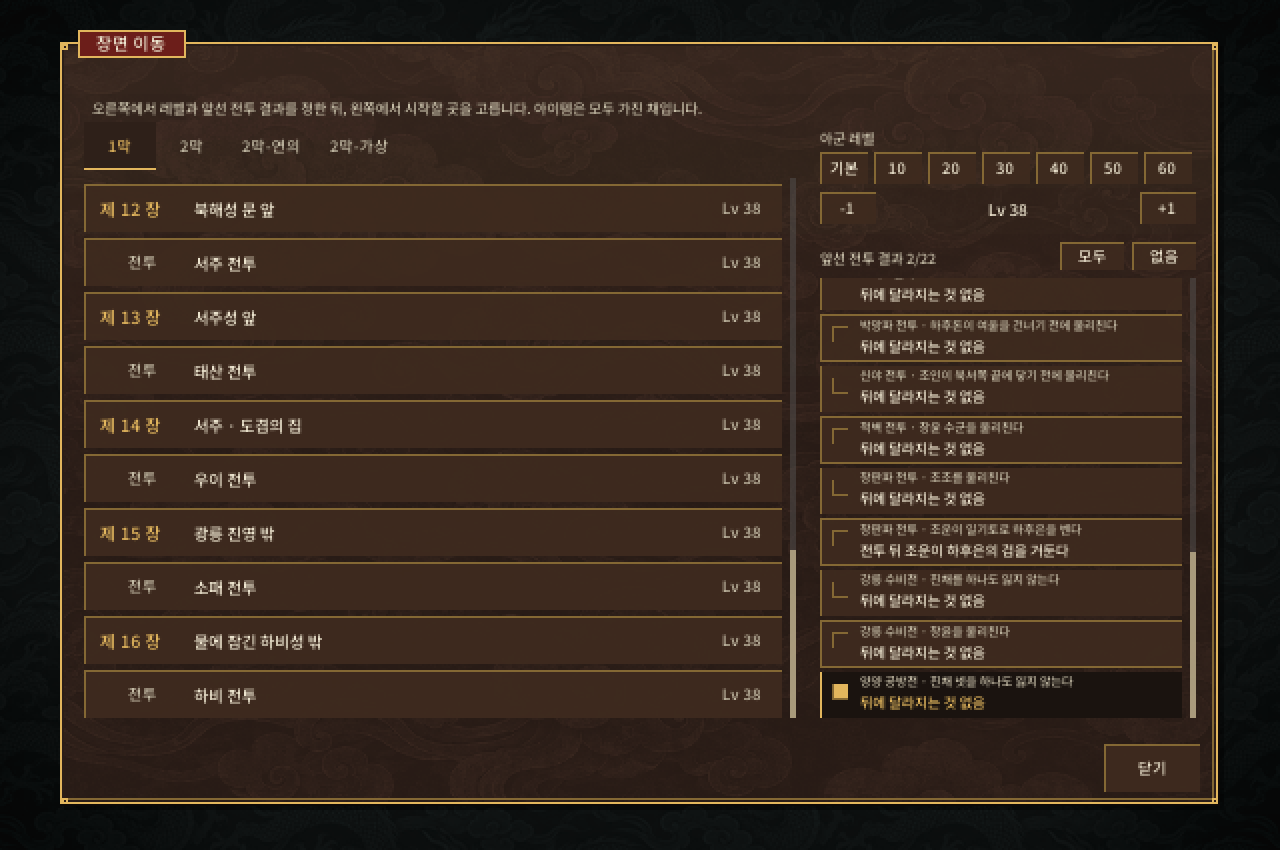 장면 이동
오른쪽에서 레벨과 앞선 전투 결과를 정한 뒤, 왼쪽에서 시작할 곳을 고릅니다. 아이템은 모두 가진 채입니다.
1막 2막 2막-연의 2막-가상
제 12 장 북해성 문 앞 Lv 38
전투 서주 전투 Lv 38
제 13 장 서주성 앞 Lv 38
전투 태산 전투 Lv 38
제 14 장 서주 · 도겸의 집 Lv 38
전투 우이 전투 Lv 38
제 15 장 광릉 진영 밖 Lv 38
전투 소패 전투 Lv 38
제 16 장 물에 잠긴 하비성 밖 Lv 38
전투 하비 전투 Lv 38
아군 레벨
기본 10 20 30 40 50 60
-1 Lv 38 +1
앞선 전투 결과 2/22 모두 없음
뒤에 달라지는 것 없음
박망파 전투 · 하후돈이 여울을 건너기 전에 물리친다
뒤에 달라지는 것 없음
신야 전투 · 조인이 북서쪽 끝에 닿기 전에 물리친다
뒤에 달라지는 것 없음
적벽 전투 · 장윤 수군을 물리친다
뒤에 달라지는 것 없음
장판파 전투 · 조조를 물리친다
뒤에 달라지는 것 없음
장판파 전투 · 조운이 일기토로 하후은을 벤다
전투 뒤 조운이 하후은의 검을 거둔다
강릉 수비전 · 진채를 하나도 잃지 않는다
뒤에 달라지는 것 없음
강릉 수비전 · 장윤을 물리친다
뒤에 달라지는 것 없음
양양 공방전 · 진채 넷을 하나도 잃지 않는다
뒤에 달라지는 것 없음
닫기